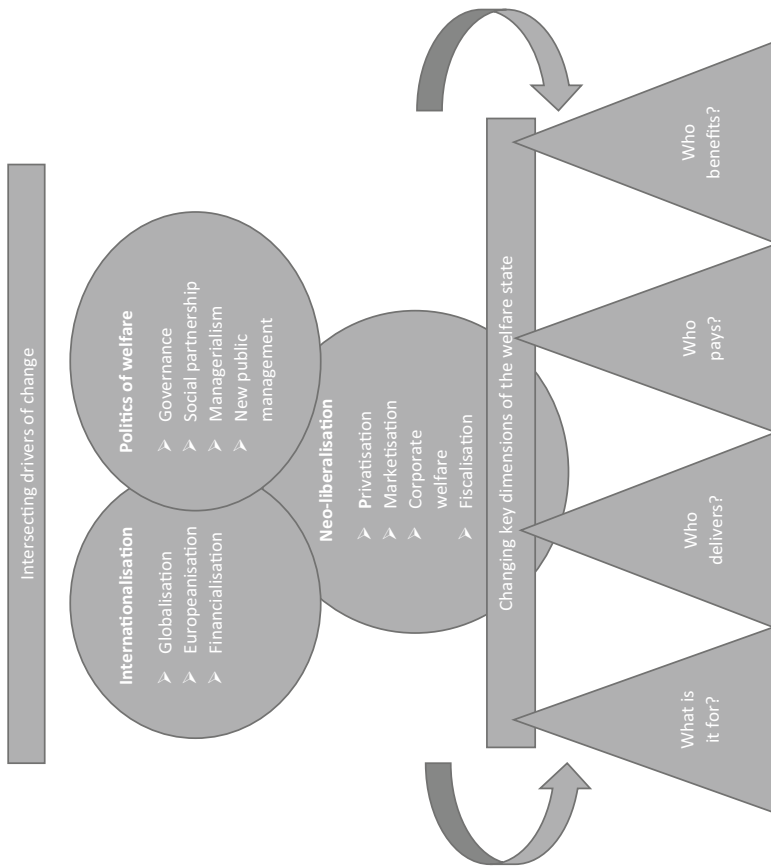 Intersecting drivers of change
Internationalisation
Globalisation
Europeanisation
Financialisation
Politics of welfare
Governance
Social partnership
Managerialism
New public
management
Neo-liberalisation
Privatisation
Marketisation
Corporate
welfare
Fiscalisation
Changing key dimensions of the welfare state
What is
it for?
Who
delivers?
Who
pays?
Who
benefits?